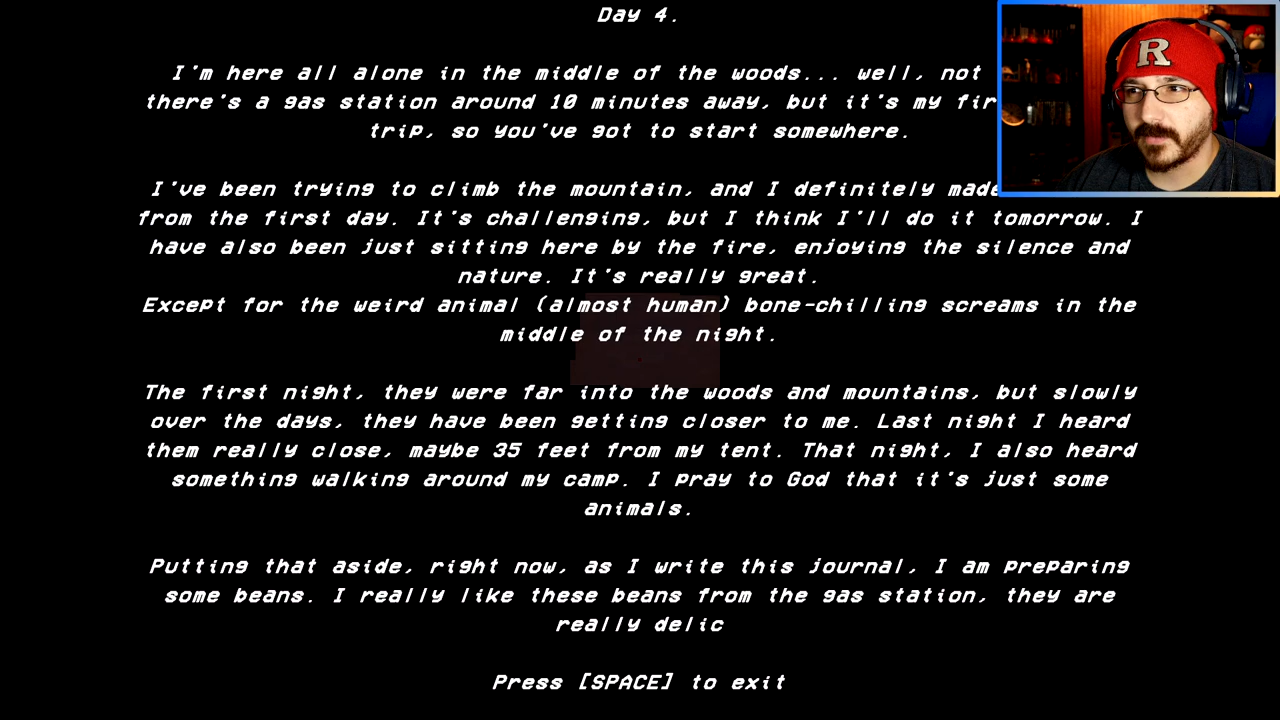 Day 4.
I'm here all alone in the middle of the woods... well, not
there's a gas station around 10 minutes away, but it's my
trip, so you've got to start somewhere.
I've been trying to climb the mountain, and I definitely made
from the first day. It's challenging, but I think I'll do it tomorrow. I
have also been just sitting here by the fire, enjoying the silence and
nature. It's really great.
Except for the weird animal (almost human) bone-chilling screams in the
middle of the night.
The first night, they were far into the woods and mountains, but slowly
over the days, they have been getting closer to me. Last night I heard
them really close, maybe 35 feet from my tent. That night, I also heard
something walking around my camp. I pray to God that it's just some
animals.
Putting that aside, right now, as I write this journal, I am preparing
some beans. I really like these beans from the gas station, they are
really delic
Press [SPACE] to exit
R